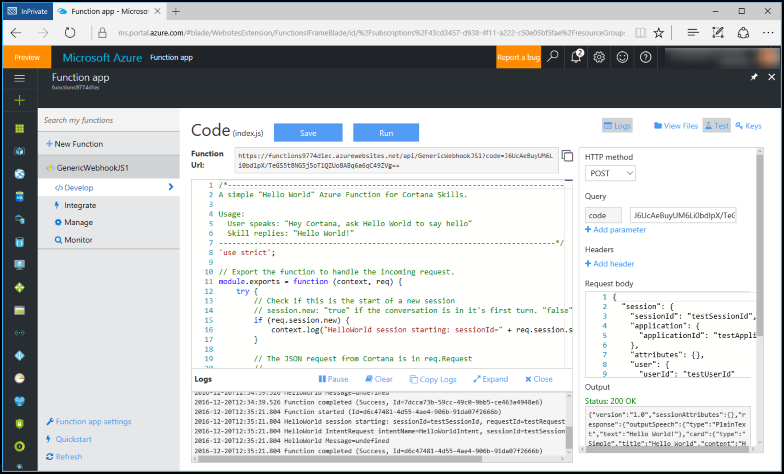 InPrivate
Function app - Microsof
ms.portal.azure.com/#blade/WebsitesExtension/FunctionsIFrameBlade/id/%2Fsubscriptions%2F43cd3457-d938-4f11-a222-c50e05bf5fae%2FresourceGroup:
Preview
Microsoft Azure Function app
Report a bug
2
Function app
functions9774d1ec
Search my functions
New Function
GenericWebhookJS1
Develop
Integrate
Manage
Monitor
Function app settings
Quickstart
Refresh
Code (index.js)
Save
Run
Logs
View Files
Test
Keys
Function
Url:
https://functions9774d1ec.azurewebsites.net/api/GenericWebhookJS1?code=J6UcAeBuyUM6L
i0bdlpX/TeGS5t8NG5j5oT1QZUo8ABq6a6qC49ZVg==
1 /*----------------------------------------------------------------------
2 A simple "Hello World" Azure Function for Cortana Skills.
3
4 Usage:
5 User speaks: "Hey Cortana, ask Hello World to say hello"
6 Skill replies: "Hello World!"
7 ----------------------------------------------------------------------*/
8 'use strict';
9
10 // Export the function to handle the incoming request.
11 module.exports = function (context, req) {
12 try {
13 // Check if this is the start of a new session
14 // session.new: "true" if the conversation is in it's first turn. "false"
15 if (req.session.new) {
16 context.log("HelloWorld session starting: sessionId=" + req.session.s
17 }
18
19 // The JSON request from Cortana is in req.Request
Logs
Pause
Clear
Copy Logs
Expand
Close
2016-12-20T12:34:39.526 HelloWorld Message=undefined
2016-12-20T12:34:39.526 Function completed (Success, Id=7dcca73b-59cc-49c0-9bb5-ce463a4948e6)
2016-12-20T12:35:21.804 Function started (Id=d6c47481-4d55-4ae4-906b-91da07f2666b)
2016-12-20T12:35:21.804 HelloWorld session starting: sessionId=testSessionId, requestId=testRequest
2016-12-20T12:35:21.804 HelloWorld IntentRequest intentName=HelloWorldIntent, sessionId=testSession
2016-12-20T12:35:21.804 HelloWorld Message=undefined
2016-12-20T12:35:21.804 Function completed (Success, Id=d6c47481-4d55-4ae4-906b-91da07f2666b)
HTTP method
POST
Query
code
J6UcAeBuyUM6Li0bdlpX/TeG
Add parameter
Headers
Add header
Request body
1 {
2 "session": {
3 "sessionId": "testSessionId",
4 "application": {
5 "applicationId": "testAppl
6 },
7 "attributes": {},
8 "user": {
9 "userId": "testUserId"
Output
Status: 200 OK
{"version":"1.0","sessionAttributes":{},"r
esponse":{"outputSpeech":{"type":"PlainTe
xt","text":"Hello World!"},"card":{"type":
"Simple","title":"Hello World","content":"H